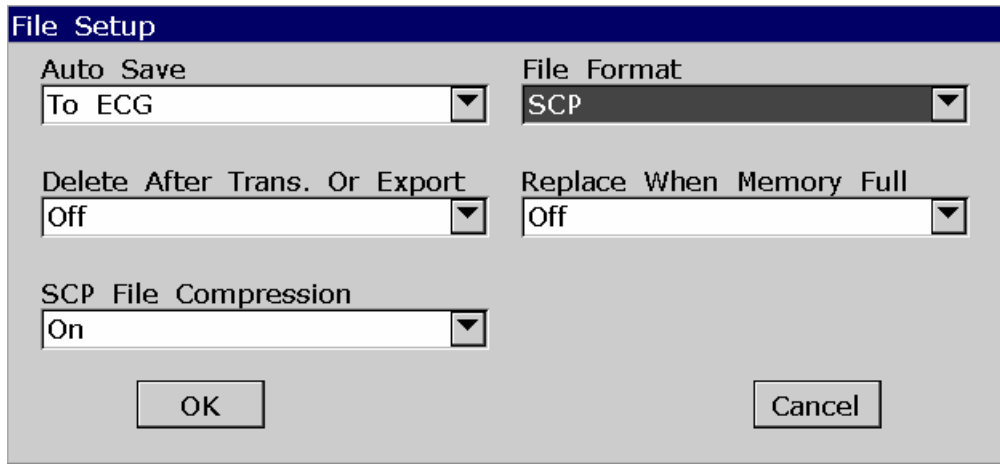 File Setup
Auto Save
File Format
To ECG
SCP
Delete After Trans. Or Export
Replace When Memory Full
Off
Off
SCP File Compression
On
OK
Cancel